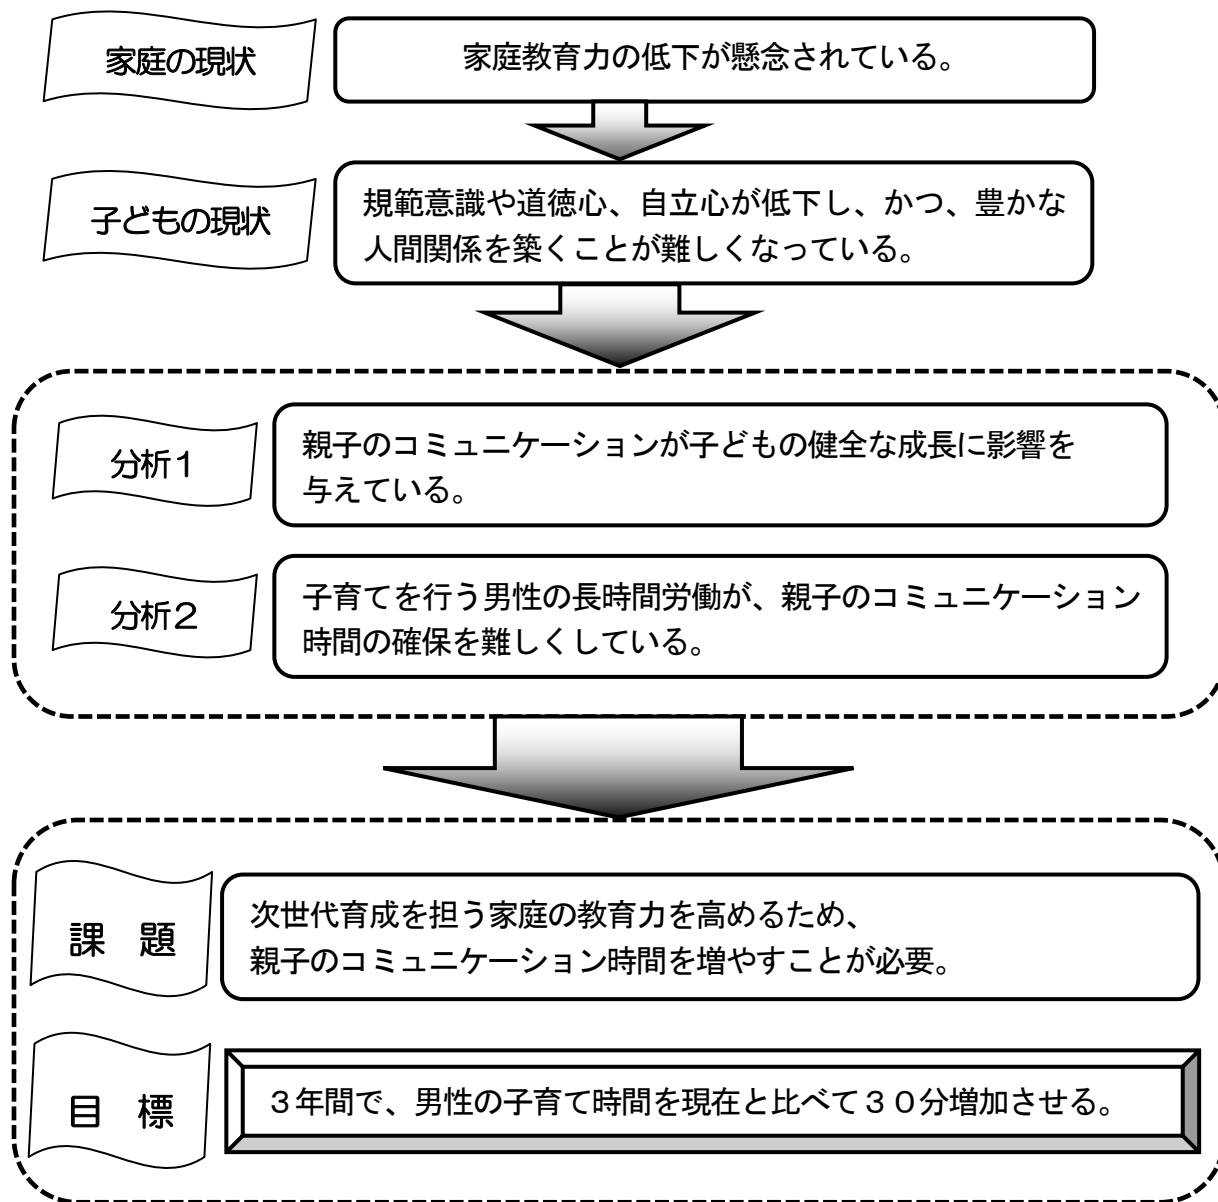 家庭の現状
家庭教育力の低下が懸念されている。
子どもの現状
規範意識や道徳心、自立心が低下し、かつ、豊かな
人間関係を築くことが難しくなっている。
分析１
親子のコミュニケーションが子どもの健全な成長に影響を
与えている。
分析２
子育てを行う男性の長時間労働が、親子のコミュニケーション
時間の確保を難しくしている。
課　題
次世代育成を担う家庭の教育力を高めるため、
親子のコミュニケーション時間を増やすことが必要。
目　標
３年間で、男性の子育て時間を現在と比べて３０分増加させる。